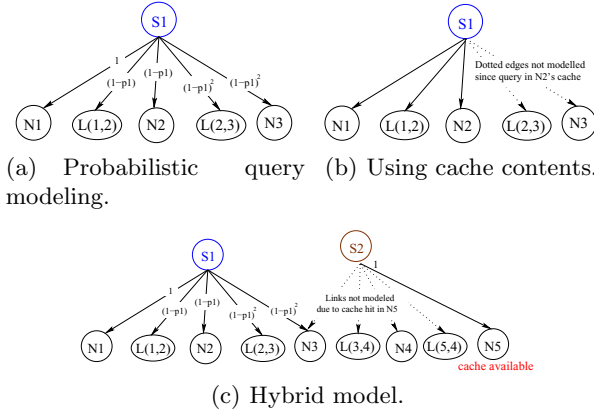 S1
S1
1
(1−p1)
(1−p1)
(1−p1)²
(1−p1)²
Dotted edges not modelled
since query in N2's cache
N1
L(1,2)
N2
L(2,3)
N3
N1
L(1,2)
N2
L(2,3)
N3
(a) Probabilistic query
modeling.
(b) Using cache contents.
S1
S2
1
(1−p1)
(1−p1)
(1−p1)²
(1−p1)²
1
Links not modeled
due to cache hit in N5
N1
L(1,2)
N2
L(2,3)
N3
L(3,4)
N4
L(5,4)
N5
cache available
(c) Hybrid model.